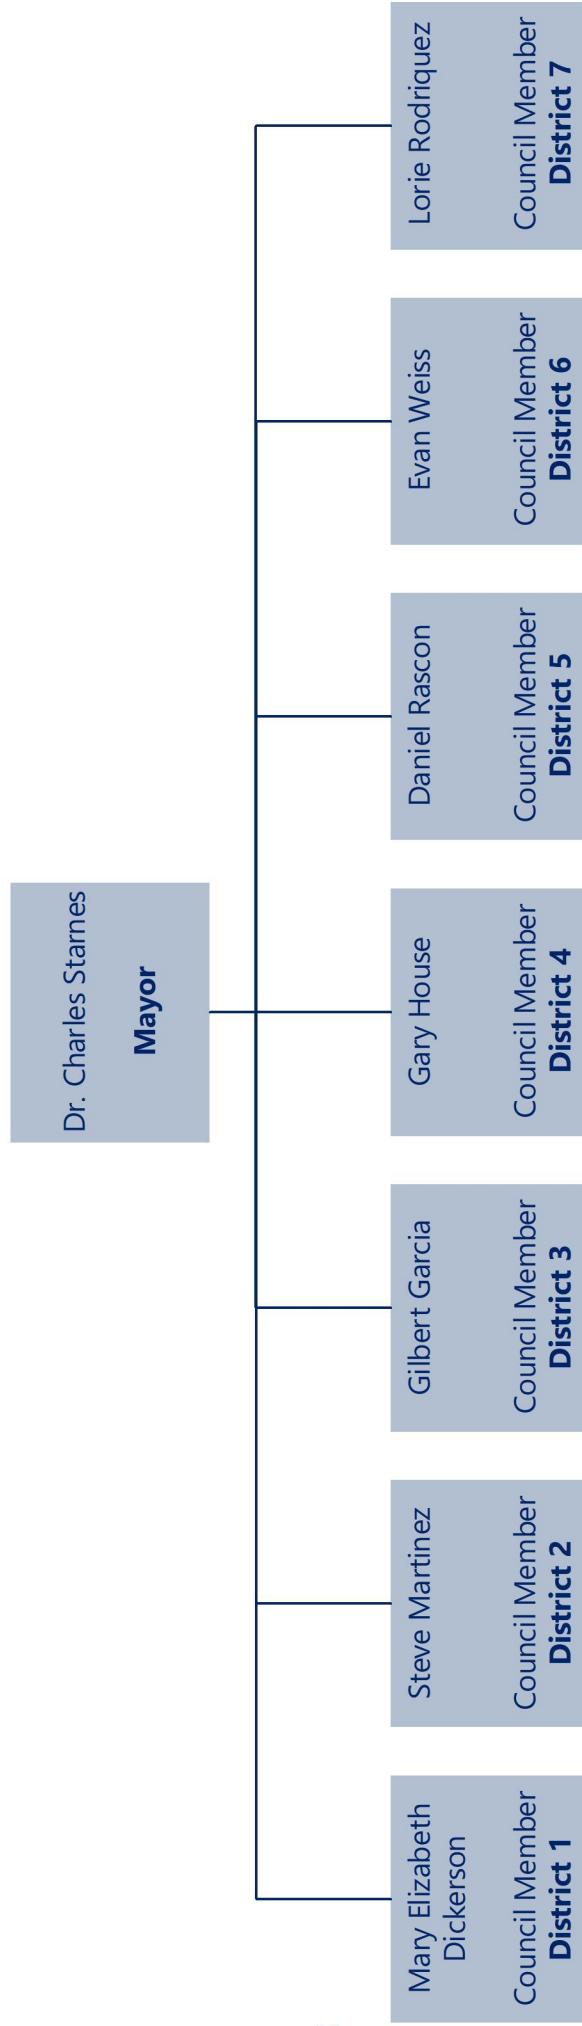 Dr. Charles Starnes
Mayor
Mary Elizabeth
Dickerson
Council Member
District 1
Steve Martinez
Council Member
District 2
Gilbert Garcia
Council Member
District 3
Gary House
Council Member
District 4
Daniel Rascon
Council Member
District 5
Evan Weiss
Council Member
District 6
Lorie Rodriquez
Council Member
District 7